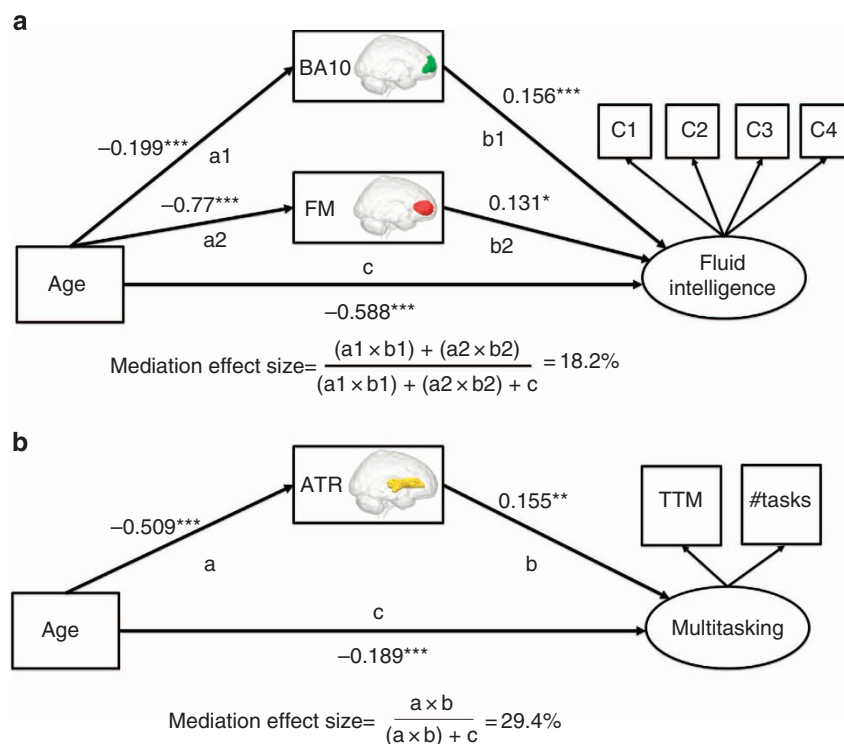 a
BA10
0.156***
C1 C2 C3 C4
−0.199***
a1
b1
−0.77***
FM
0.131*
a2
b2
Age
c
Fluid
intelligence
−0.588***
Mediation effect size= (a1 × b1) + (a2 × b2) = 18.2%
(a1 × b1) + (a2 × b2) + c
b
ATR
0.155**
TTM #tasks
−0.509***
a
b
Age
c
Multitasking
−0.189***
Mediation effect size= a × b = 29.4%
(a × b) + c